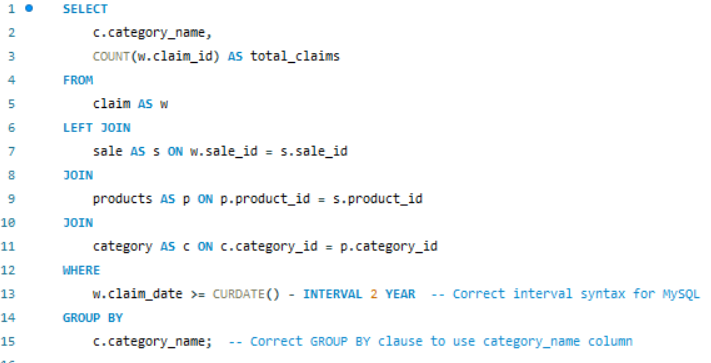 1 SELECT
2 c.category_name,
3 COUNT(w.claim_id) AS total_claims
4 FROM
5 claim AS w
6 LEFT JOIN
7 sale AS s ON w.sale_id = s.sale_id
8 JOIN
9 products AS p ON p.product_id = s.product_id
10 JOIN
11 category AS c ON c.category_id = p.category_id
12 WHERE
13 w.claim_date >= CURDATE() - INTERVAL 2 YEAR -- Correct interval syntax for MySQL
14 GROUP BY
15 c.category_name; -- Correct GROUP BY clause to use category_name column
16